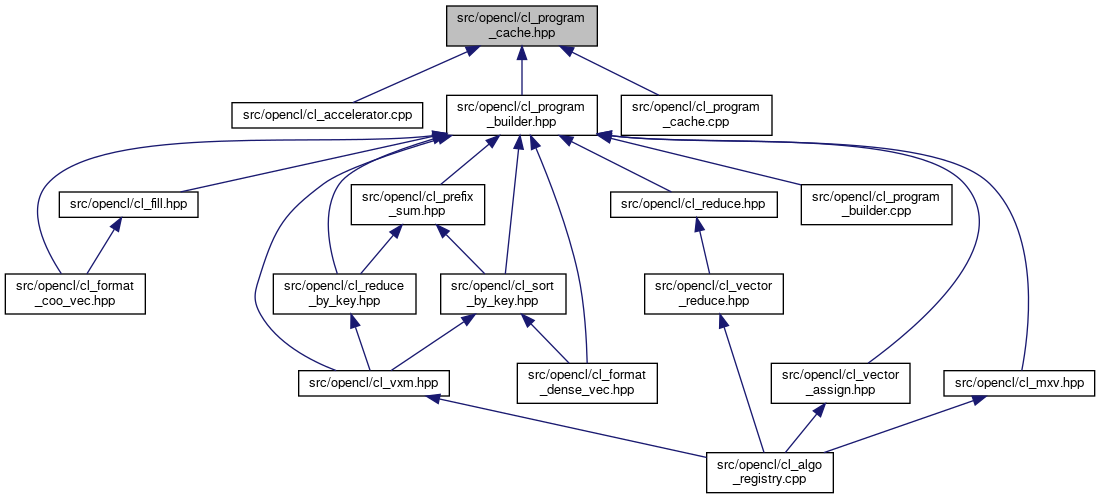 src/opencl/cl_program
_cache.hpp
src/opencl/cl_accelerator.cpp
src/opencl/cl_program
_builder.hpp
src/opencl/cl_program
_cache.cpp
src/opencl/cl_fill.hpp
src/opencl/cl_prefix
_sum.hpp
src/opencl/cl_reduce.hpp
src/opencl/cl_program
_builder.cpp
src/opencl/cl_format
_coo_vec.hpp
src/opencl/cl_reduce
_by_key.hpp
src/opencl/cl_sort
_by_key.hpp
src/opencl/cl_vector
_reduce.hpp
src/opencl/cl_vxm.hpp
src/opencl/cl_format
_dense_vec.hpp
src/opencl/cl_vector
_assign.hpp
src/opencl/cl_mxv.hpp
src/opencl/cl_algo
_registry.cpp